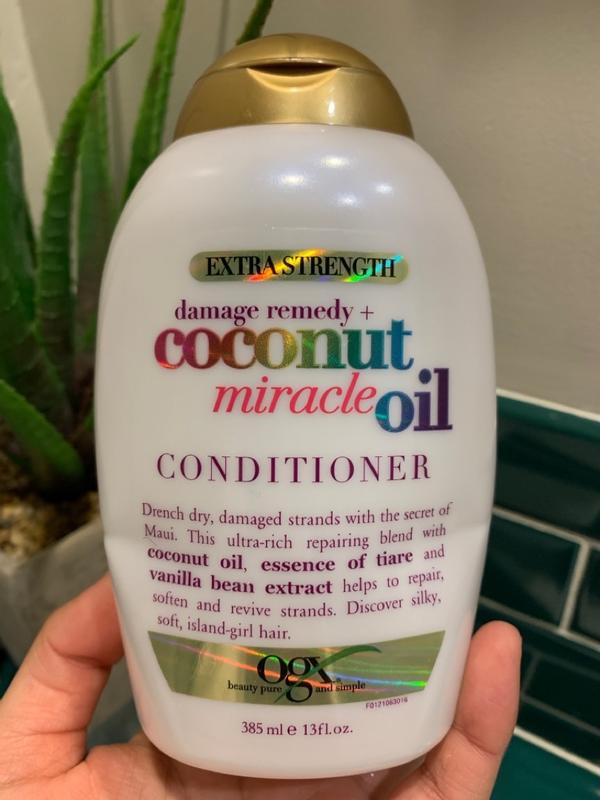 EXTRA STRENGTH
damage remedy +
coconut
miracle oil
CONDITIONER
Drench dry, damaged strands with the secret of
Maui. This ultra-rich repairing blend with
coconut oil, essence of tiare and
vanilla bean extract helps to repair,
soften and revive strands. Discover silky,
soft, island-girl hair.
ogx®
beauty pure and simple
F0121063016
385 ml e 13fl.oz.